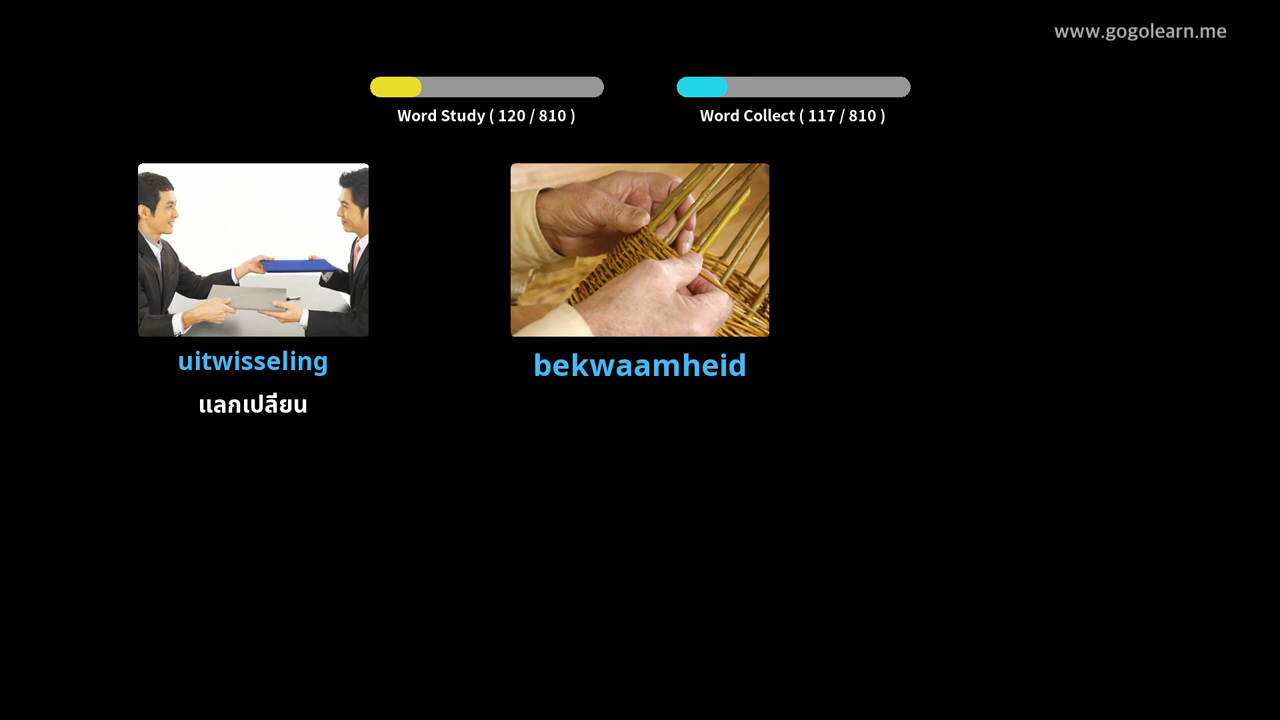 www.gogolearn.me
Word Study ( 120 / 810 )
Word Collect ( 117 / 810 )
uitwisseling
แลกเปลี่ยน
bekwaamheid